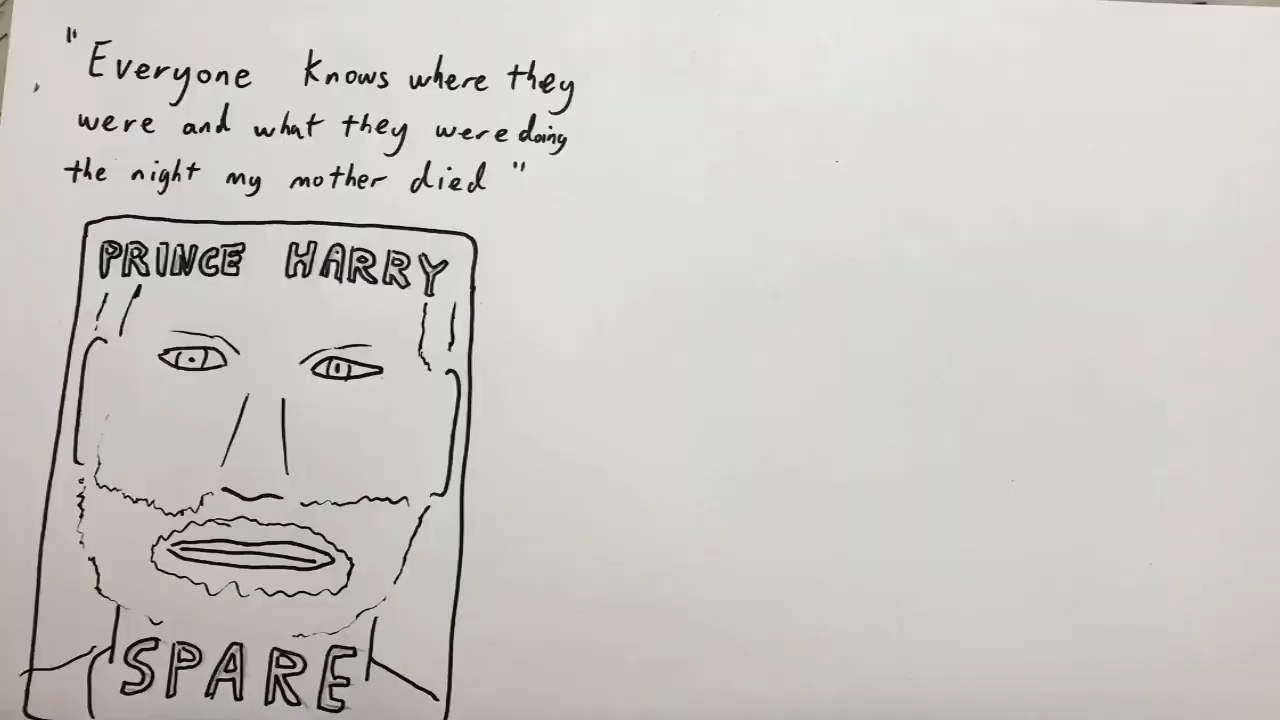 "Everyone knows where they
were and what they were doing
the night my mother died"
PRINCE HARRY
SPARE